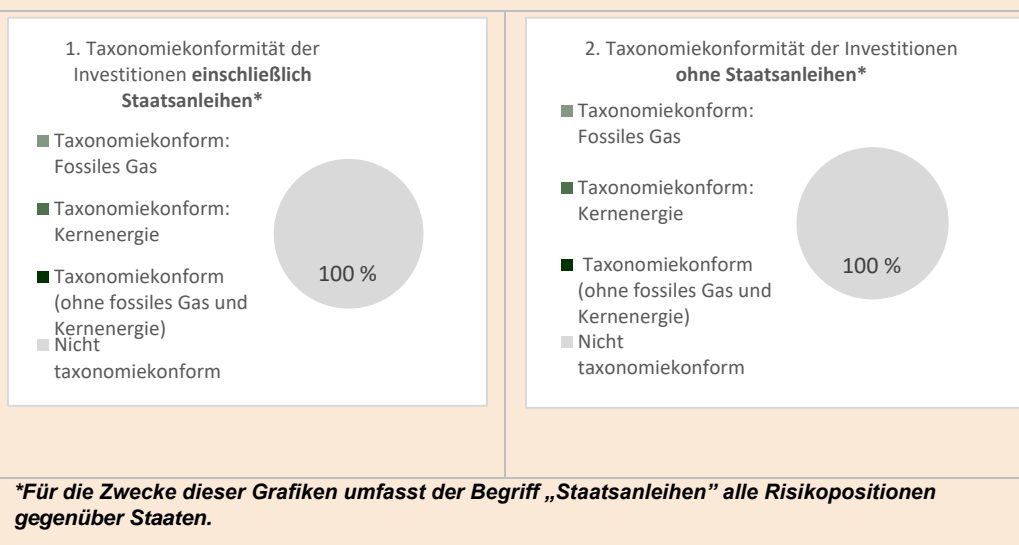 1. Taxonomiekonformität der
Investitionen einschließlich
Staatsanleihen*
Taxonomiekonform:
Fossiles Gas
Taxonomiekonform:
Kernenergie
Taxonomiekonform
(ohne fossiles Gas und
Kernenergie)
Nicht
taxonomiekonform
100 %
2. Taxonomiekonformität der Investitionen
ohne Staatsanleihen*
Taxonomiekonform:
Fossiles Gas
Taxonomiekonform:
Kernenergie
Taxonomiekonform
(ohne fossiles Gas und
Kernenergie)
Nicht
taxonomiekonform
100 %
*Für die Zwecke dieser Grafiken umfasst der Begriff „Staatsanleihen” alle Risikopositionen
gegenüber Staaten.